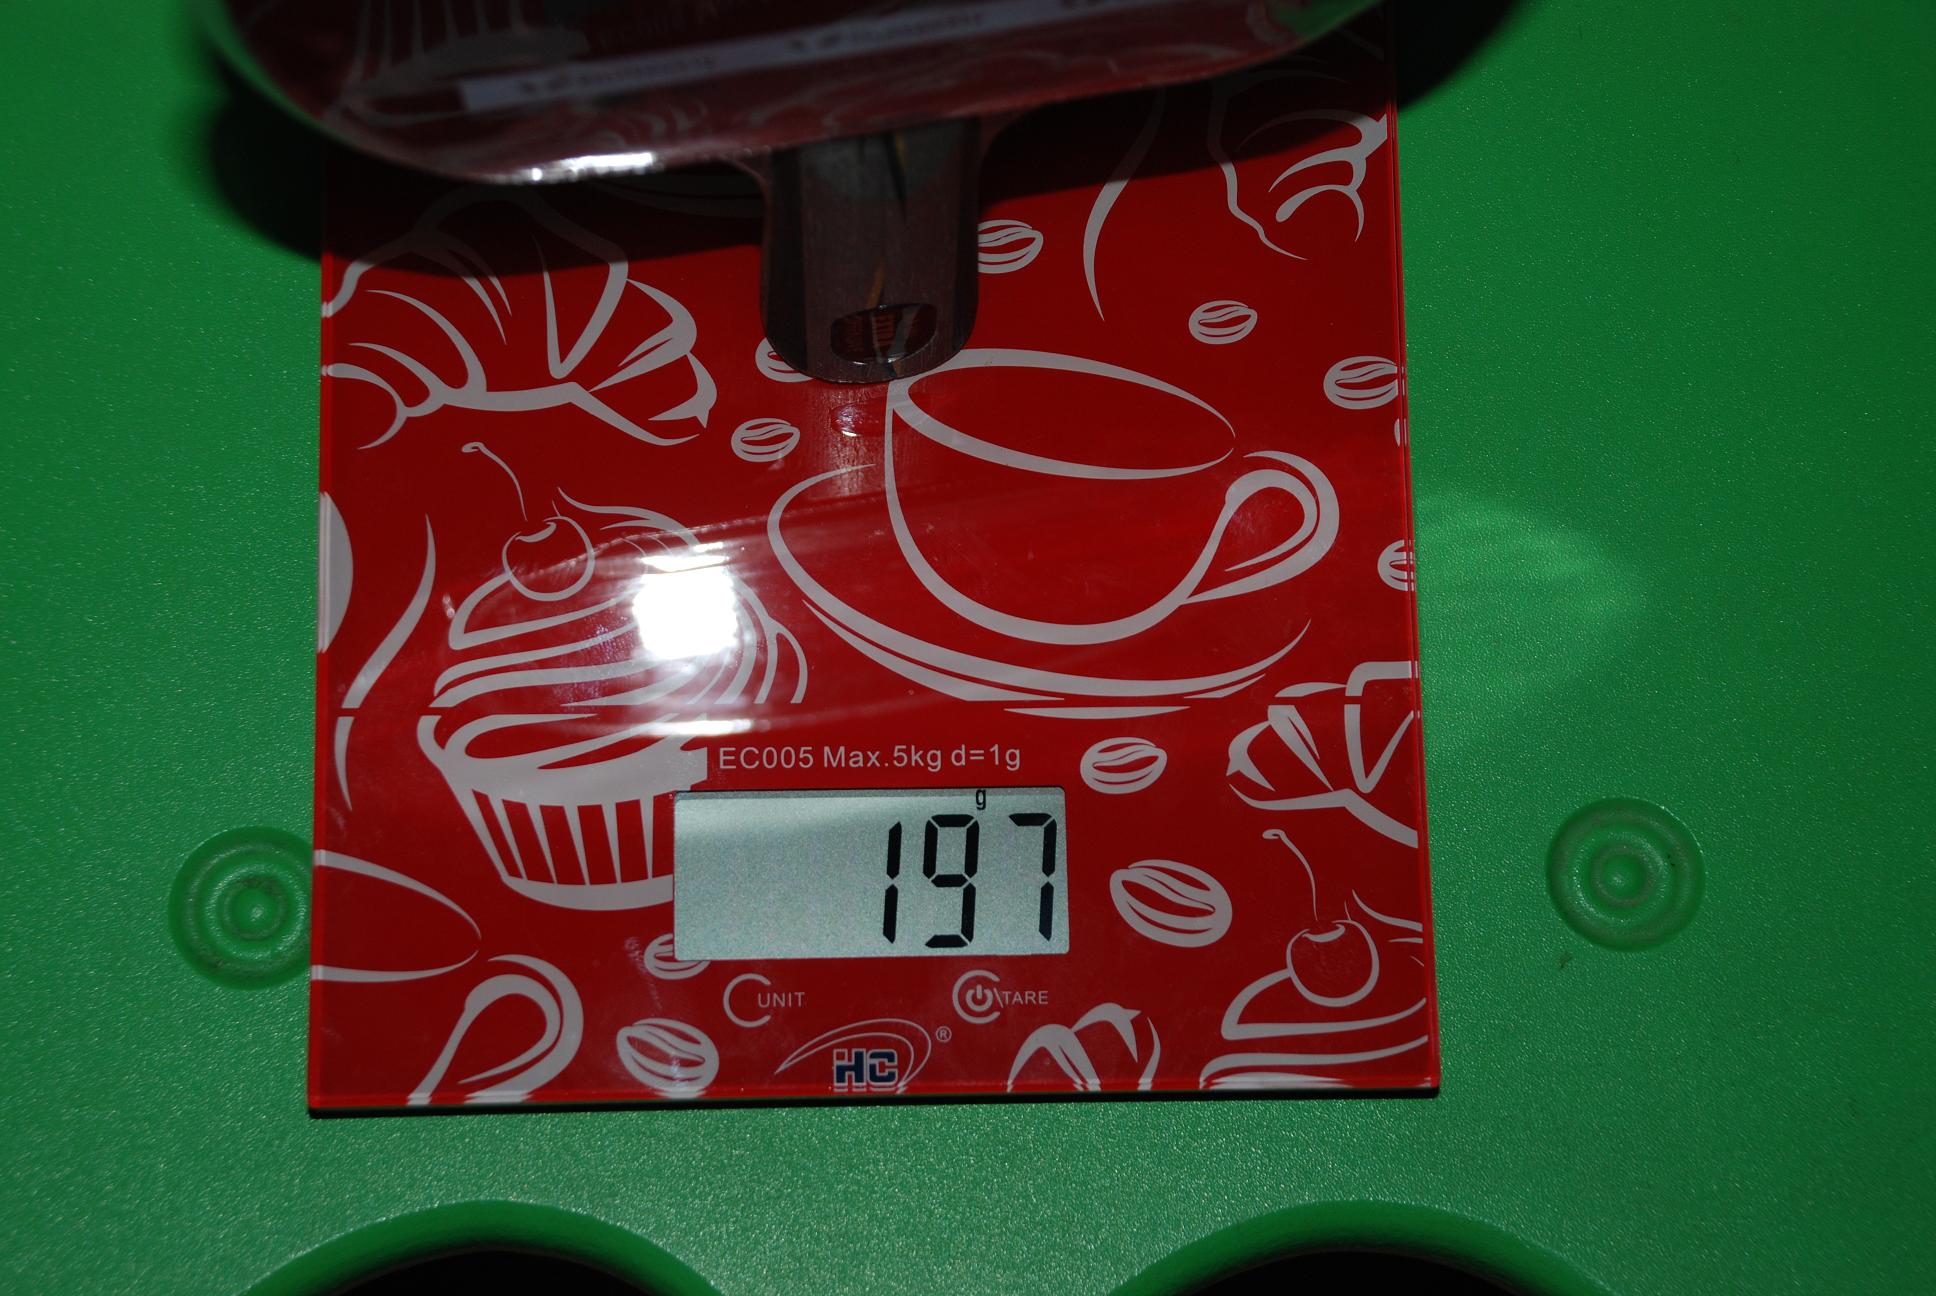 EC005 Max.5kg d=1g
g
197
UNIT
TARE
HC ®